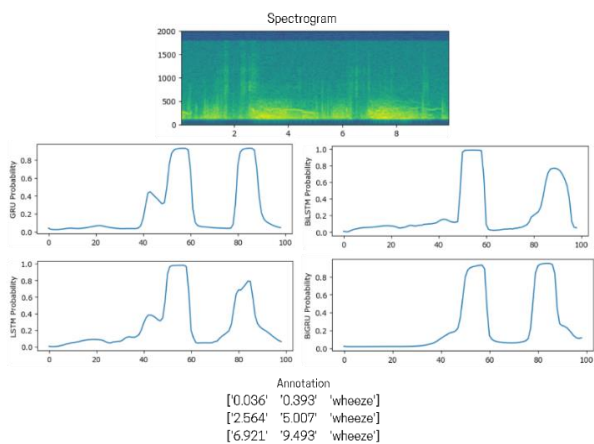 Spectrogram
2000
1500
1000
500
0
2 4 6 8
GRU Probability
0.8
0.6
0.4
0.2
0.0
0 20 40 60 80 100
BiLSTM Probability
1.0
0.8
0.6
0.4
0.2
0.0
0 20 40 60 80 100
LSTM Probability
1.0
0.8
0.6
0.4
0.2
0.0
0 20 40 60 80 100
BiGRU Probability
0.8
0.6
0.4
0.2
0.0
0 20 40 60 80 100
Annotation
['0.036' '0.393' 'wheeze']
['2.564' '5.007' 'wheeze']
['6.921' '9.493' 'wheeze']